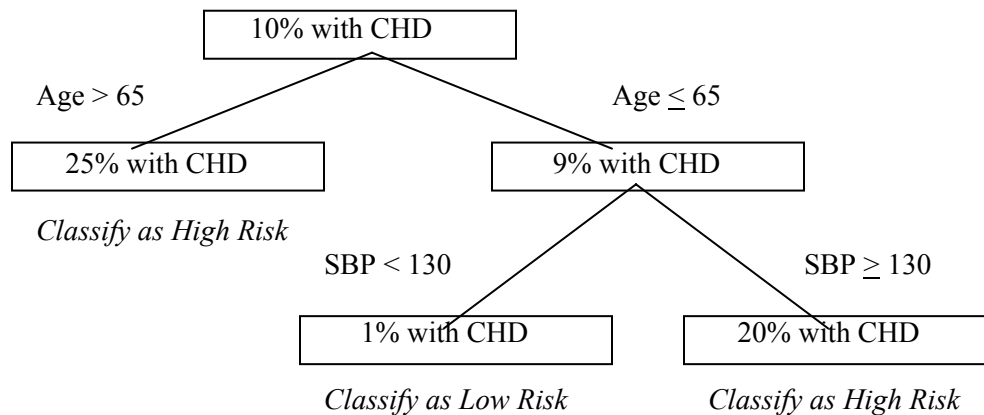 10% with CHD
Age > 65
Age ≤ 65
25% with CHD
9% with CHD
Classify as High Risk
SBP < 130
SBP ≥ 130
1% with CHD
20% with CHD
Classify as Low Risk
Classify as High Risk